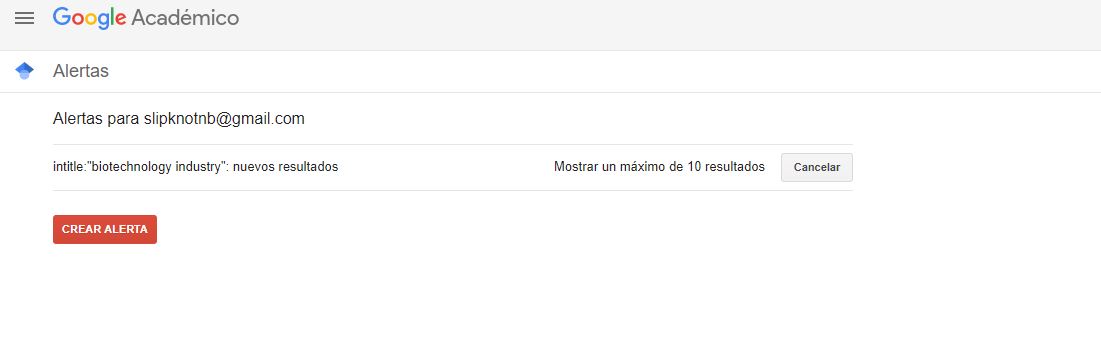 Google Académico
Alertas
Alertas para slipknotnb@gmail.com
intitle:"biotechnology industry": nuevos resultados Mostrar un máximo de 10 resultados Cancelar
CREAR ALERTA